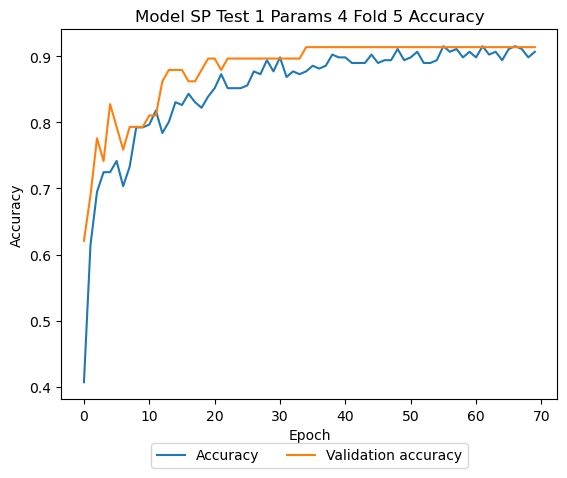 Model SP Test 1 Params 4 Fold 5 Accuracy
0.9
0.8
0.7
0.6
0.5
0.4
Accuracy
0 10 20 30 40 50 60 70
Epoch
Accuracy Validation accuracy